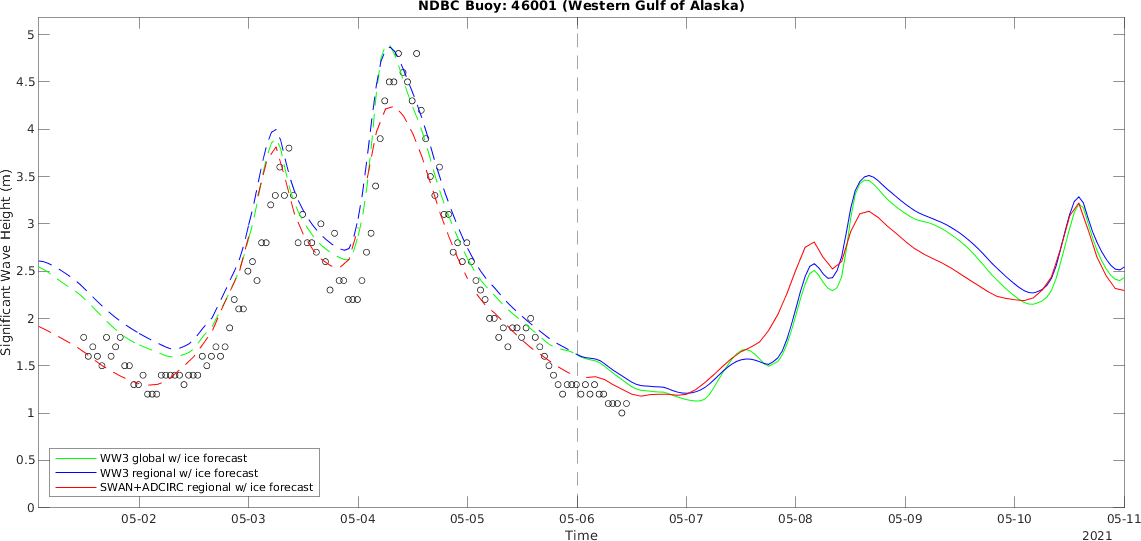 NDBC Buoy: 46001 (Western Gulf of Alaska)
Significant Wave Height (m)
5
4.5
4
3.5
3
2.5
2
1.5
1
0.5
0
WW3 global w/ ice forecast
WW3 regional w/ ice forecast
SWAN+ADCIRC regional w/ ice forecast
05-02 05-03 05-04 05-05 05-06 05-07 05-08 05-09 05-10 05-11
Time
2021